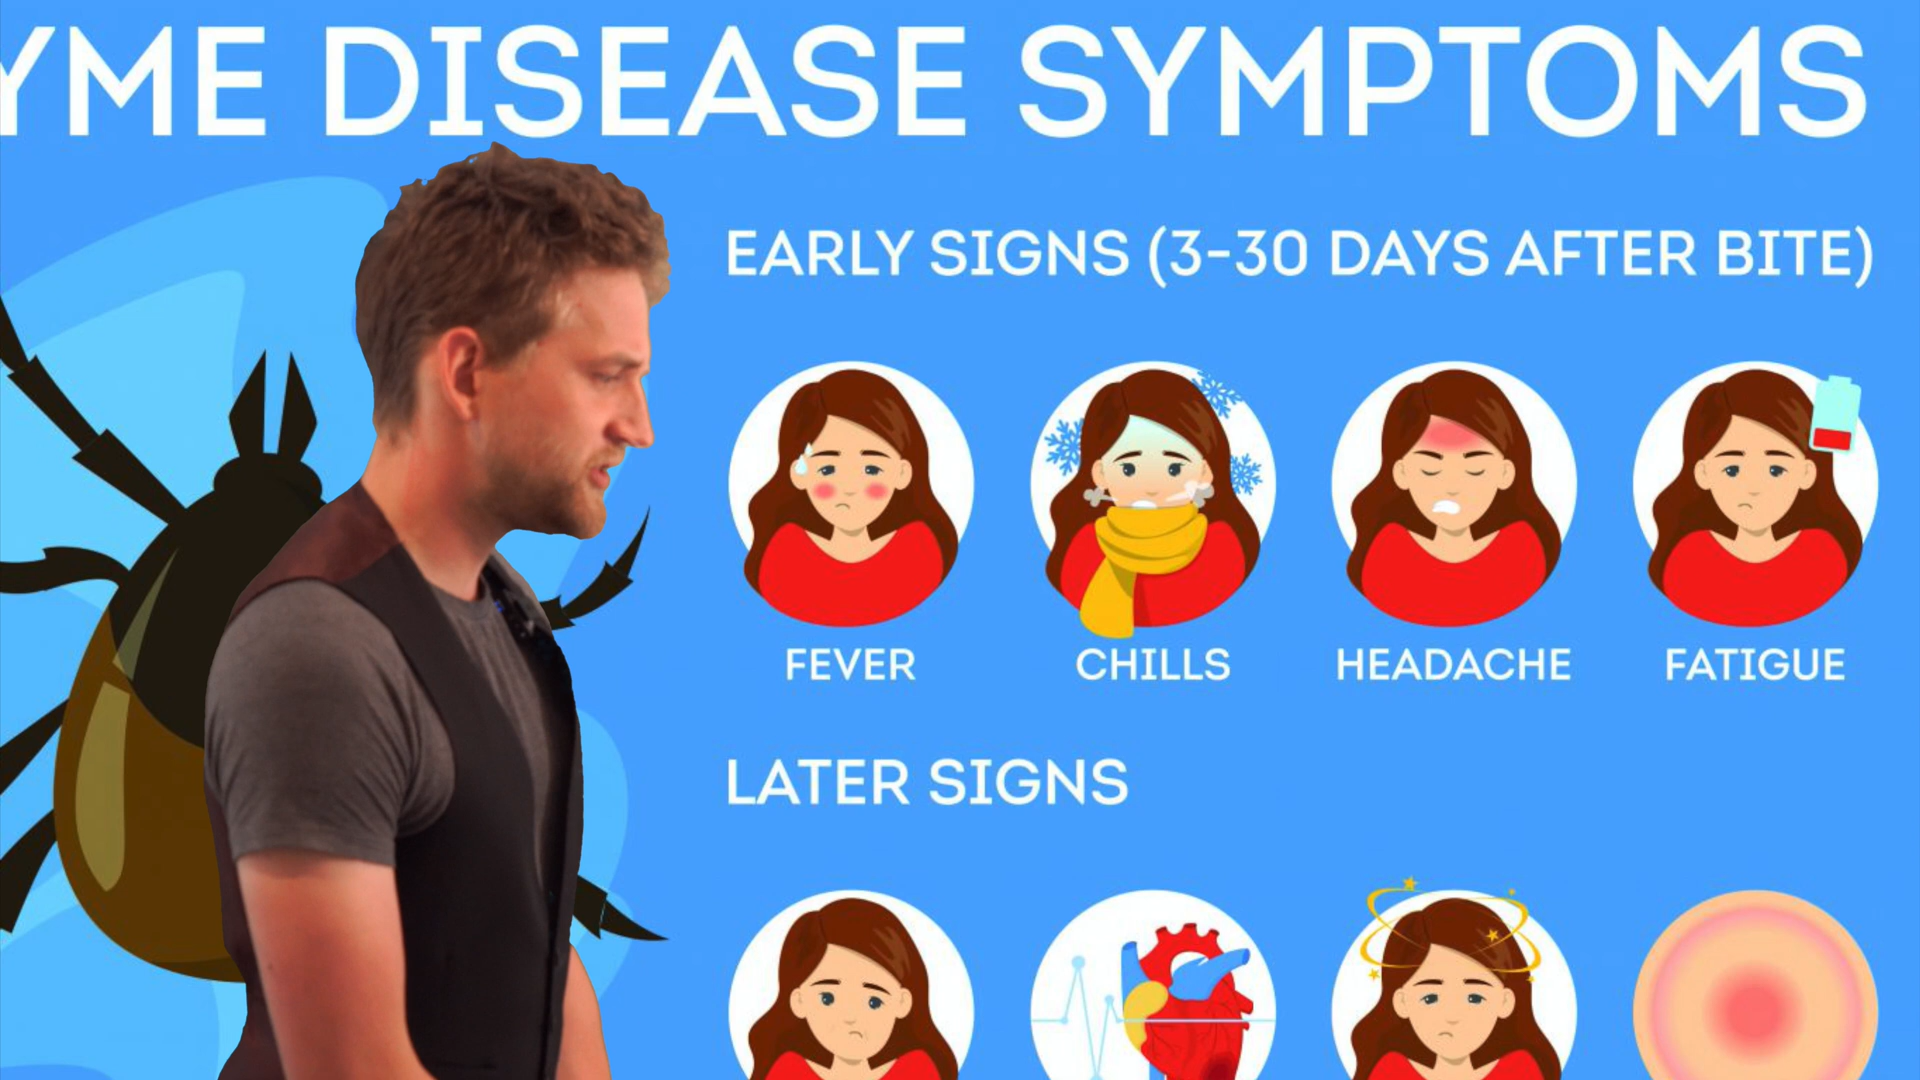 YME DISEASE SYMPTOMS
EARLY SIGNS (3-30 DAYS AFTER BITE)
FEVER CHILLS HEADACHE FATIGUE
LATER SIGNS